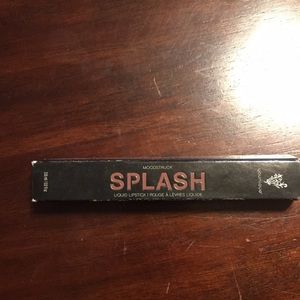 MOODSTRUCK
SPLASH
LIQUID LIPSTICK | ROUGE À LÈVRES LIQUIDE